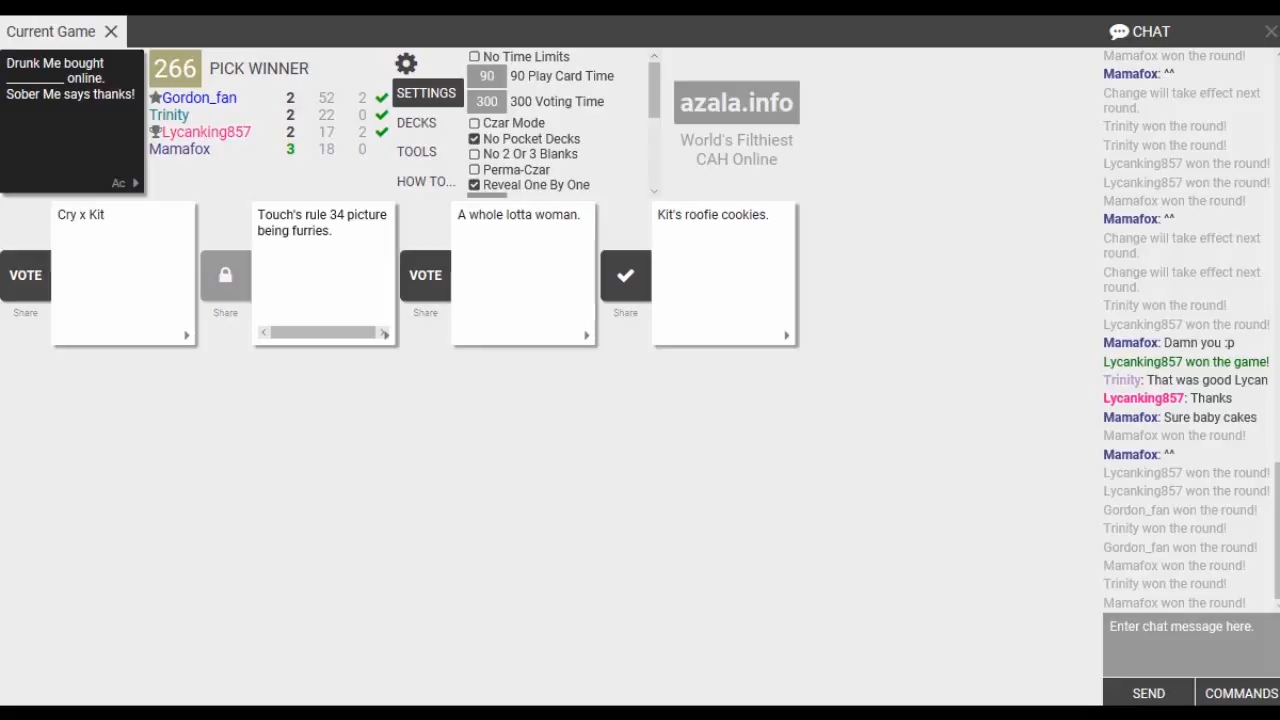 Current Game
Drunk Me bought
________ online.
Sober Me says thanks!
Ac
266 PICK WINNER
Gordon_fan 2 52 2
Trinity 2 22 0
Lycanking857 2 17 2
Mamafox 3 18 0
SETTINGS
DECKS
TOOLS
HOW TO...
No Time Limits
90 90 Play Card Time
300 300 Voting Time
Czar Mode
No Pocket Decks
No 2 Or 3 Blanks
Perma-Czar
Reveal One By One
azala.info
World's Filthiest
CAH Online
VOTE
Share
Cry x Kit
Share
Touch's rule 34 picture
being furries.
VOTE
Share
A whole lotta woman.
Share
Kit's roofie cookies.
CHAT
Mamafox won the round!
Mamafox: ^^
Change will take effect next
round.
Trinity won the round!
Trinity won the round!
Lycanking857 won the round!
Lycanking857 won the round!
Mamafox won the round!
Mamafox: ^^
Change will take effect next
round.
Change will take effect next
round.
Trinity won the round!
Lycanking857 won the round!
Mamafox: Damn you :p
Lycanking857 won the game!
Trinity: That was good Lycan
Lycanking857: Thanks
Mamafox: Sure baby cakes
Mamafox won the round!
Mamafox: ^^
Lycanking857 won the round!
Lycanking857 won the round!
Gordon_fan won the round!
Trinity won the round!
Gordon_fan won the round!
Mamafox won the round!
Trinity won the round!
Mamafox won the round!
Enter chat message here.
SEND
COMMANDS